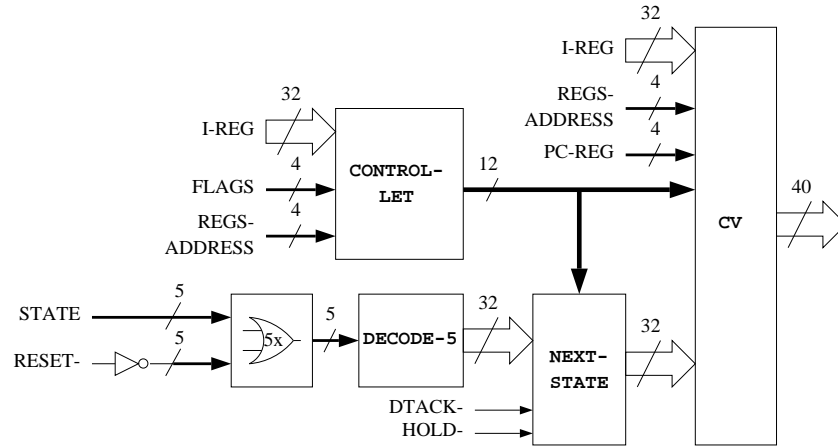 32
I-REG
4
REGS-
ADDRESS
4
PC-REG
32
I-REG
4
FLAGS
4
REGS-
ADDRESS
CONTROL-
LET
12
CV
40
STATE
5
RESET-
5
5x
5
DECODE-5
32
NEXT-
STATE
32
DTACK-
HOLD-